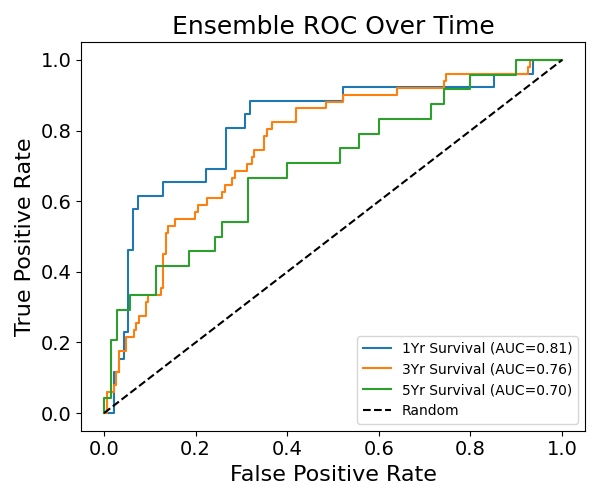 Ensemble ROC Over Time
True Positive Rate
1.0
0.8
0.6
0.4
0.2
0.0
0.0 0.2 0.4 0.6 0.8 1.0
False Positive Rate
1Yr Survival (AUC=0.81)
3Yr Survival (AUC=0.76)
5Yr Survival (AUC=0.70)
Random